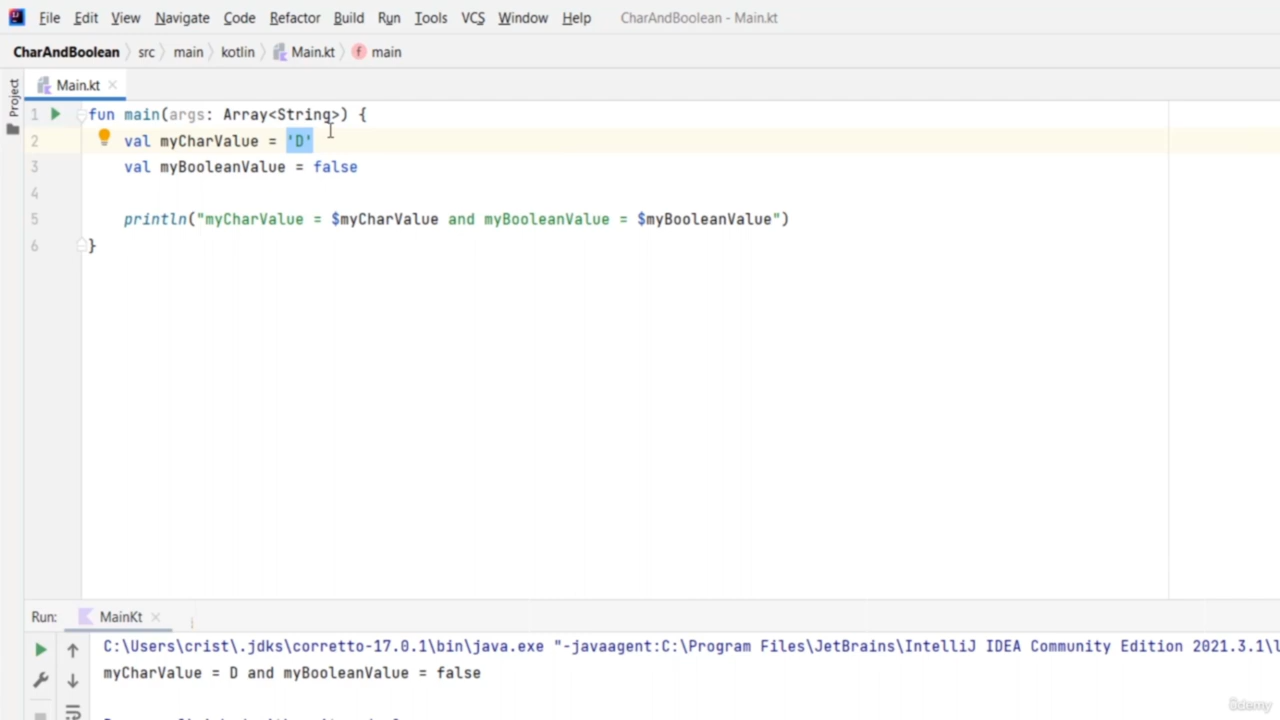 File Edit View Navigate Code Refactor Build Run Tools VCS Window Help CharAndBoolean - Main.kt
CharAndBoolean src main kotlin Main.kt main
Project
Main.kt
1 fun main(args: Array<String>) {
2 val myCharValue = 'D'
3 val myBooleanValue = false
4
5 println("myCharValue = $myCharValue and myBooleanValue = $myBooleanValue")
6 }
Run: MainKt
C:\Users\crist\.jdks\corretto-17.0.1\bin\java.exe "-javaagent:C:\Program Files\JetBrains\IntelliJ IDEA Community Edition 2021.3.1\l
myCharValue = D and myBooleanValue = false
ûdemy